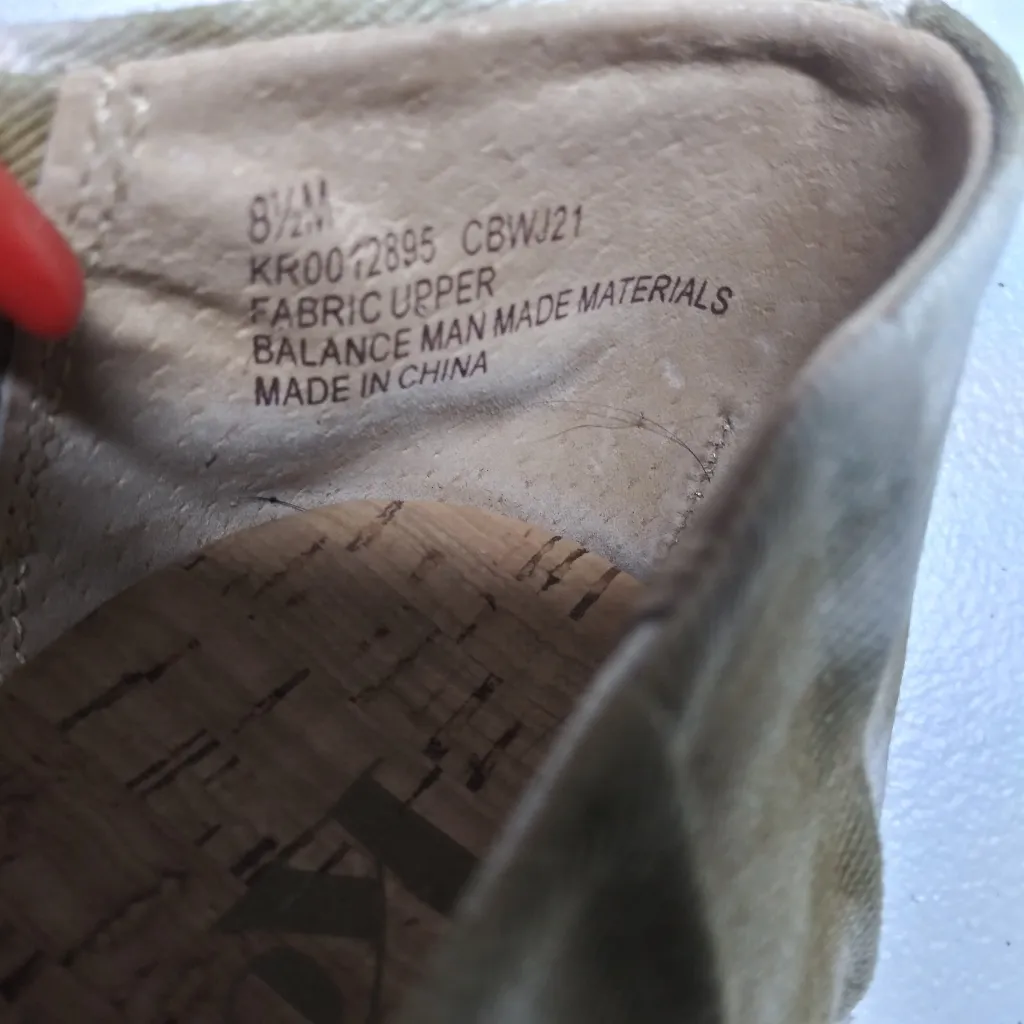 8½M
KR0012895 CBWJ21
FABRIC UPPER
BALANCE MAN MADE MATERIALS
MADE IN CHINA